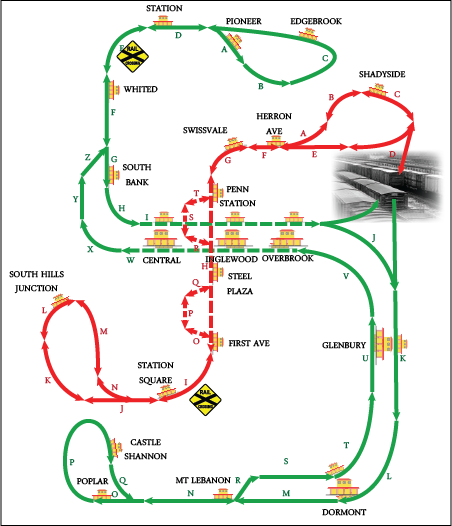 STATION
PIONEER
EDGEBROOK
D
E
RAIL
CROSSING
A
C
B
WHITED
F
SHADYSIDE
B
C
HERRON
AVE
SWISSVALE
A
Z
G
SOUTH
BANK
G
F
E
D
Y
T
PENN
STATION
H
I
S
J
X
W
R
CENTRAL
INGLEWOOD
OVERBROOK
H
SOUTH HILLS
JUNCTION
Q
STEEL
PLAZA
V
L
M
P
O
FIRST AVE
GLENBURY
U
K
K
STATION
SQUARE
N
I
J
RAIL
CROSSING
CASTLE
SHANNON
P
Q
POPLAR
O
MT LEBANON
N
R
S
T
M
L
DORMONT